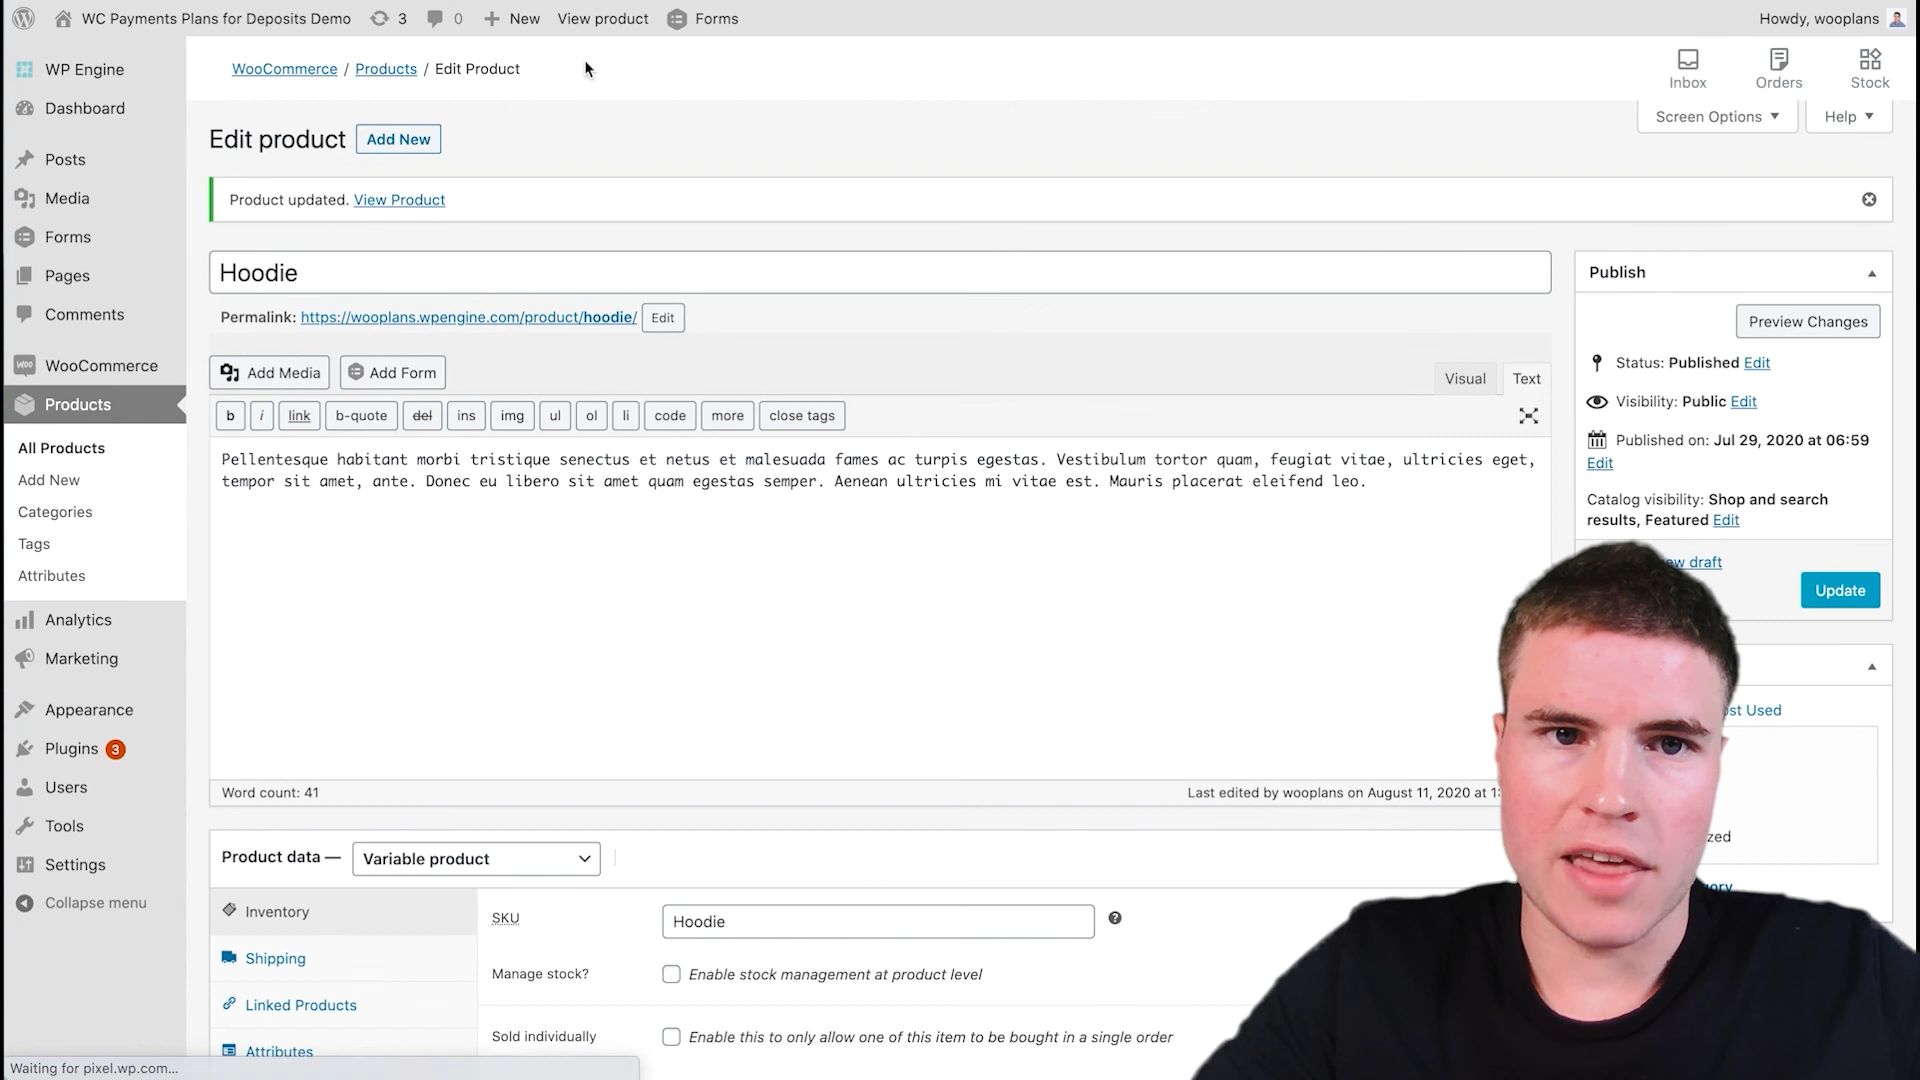 WC Payments Plans for Deposits Demo 3 0 New View product Forms Howdy, wooplans
WP Engine
Dashboard
Posts
Media
Forms
Pages
Comments
Woo WooCommerce
Products
All Products
Add New
Categories
Tags
Attributes
Analytics
Marketing
Appearance
Plugins 3
Users
Tools
Settings
Collapse menu
WooCommerce / Products / Edit Product
Inbox Orders Stock
Screen Options ▼ Help ▼
Edit product Add New
Product updated. View Product
Hoodie
Permalink: https://wooplans.wpengine.com/product/hoodie/ Edit
Add Media Add Form Visual Text
b i link b-quote del ins img ul ol li code more close tags
Pellentesque habitant morbi tristique senectus et netus et malesuada fames ac turpis egestas. Vestibulum tortor quam, feugiat vitae, ultricies eget,
tempor sit amet, ante. Donec eu libero sit amet quam egestas semper. Aenean ultricies mi vitae est. Mauris placerat eleifend leo.
Word count: 41 Last edited by wooplans on August 11, 2020 at 1:
Product data — Variable product
Inventory
Shipping
Linked Products
Attributes
SKU Hoodie
Manage stock? Enable stock management at product level
Sold individually Enable this to only allow one of this item to be bought in a single order
Publish
Preview Changes
Status: Published Edit
Visibility: Public Edit
Published on: Jul 29, 2020 at 06:59
Edit
Catalog visibility: Shop and search
results, Featured Edit
draft
Update
Used
Waiting for pixel.wp.com...